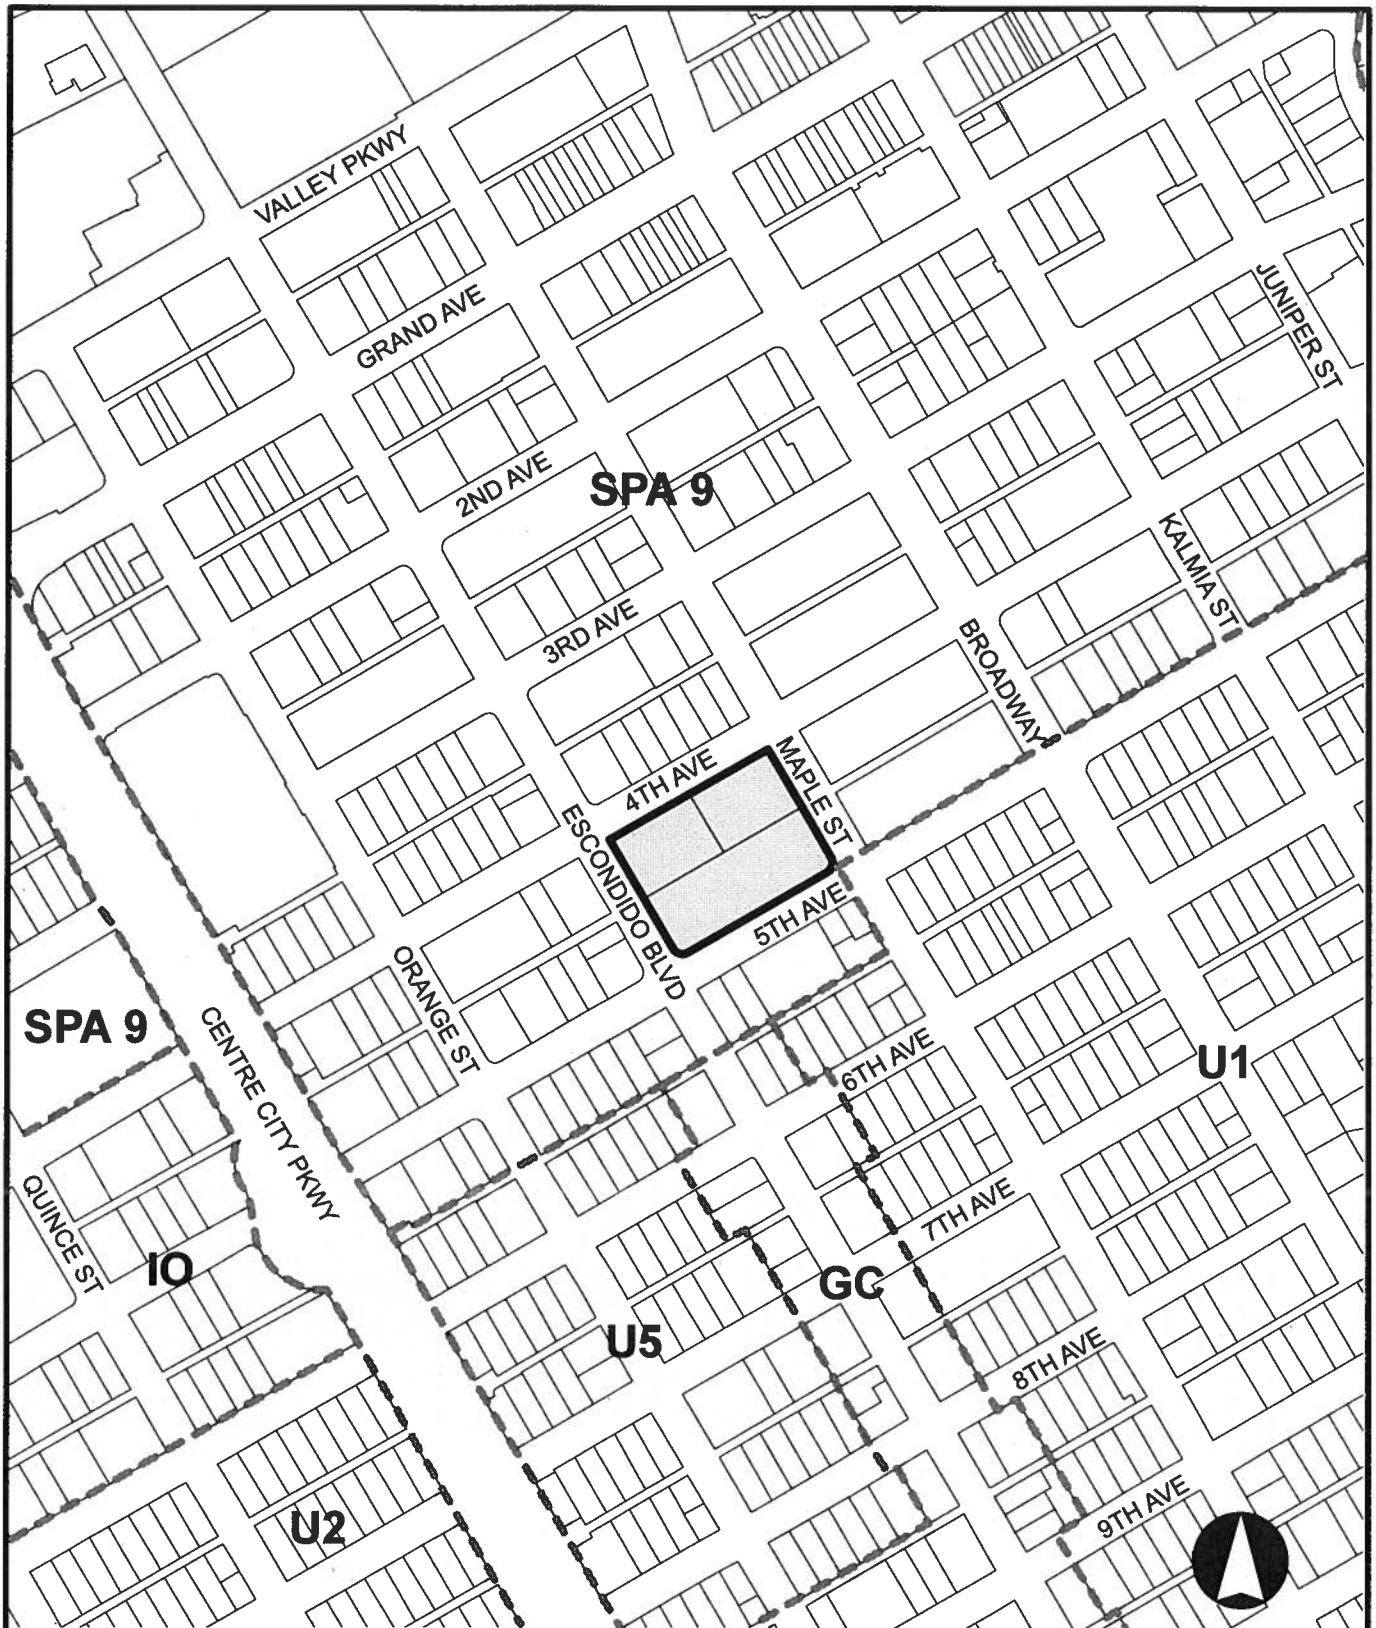 VALLEY PKWY
GRAND AVE
JUNIPER ST
2ND AVE
SPA 9
KALMIA ST
3RD AVE
BROADWAY
4TH AVE
MAPLE ST
ESCONDIDO BLVD
5TH AVE
ORANGE ST
SPA 9
CENTRE CITY PKWY
6TH AVE
U1
QUINCE ST
7TH AVE
IO
GC
U5
8TH AVE
9TH AVE
U2